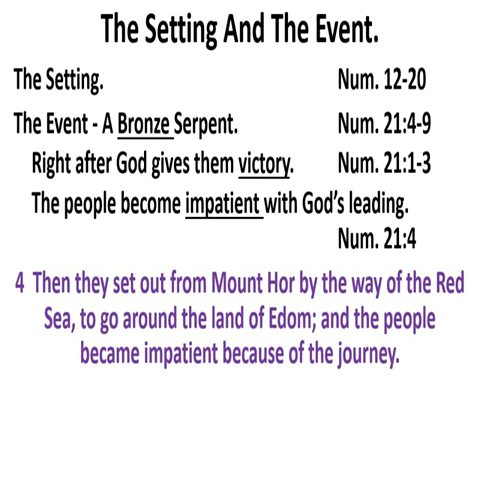 The Setting And The Event.
The Setting. Num. 12-20
The Event - A Bronze Serpent. Num. 21:4-9
Right after God gives them victory. Num. 21:1-3
The people become impatient with God's leading.
Num. 21:4
4 Then they set out from Mount Hor by the way of the Red
Sea, to go around the land of Edom; and the people
became impatient because of the journey.